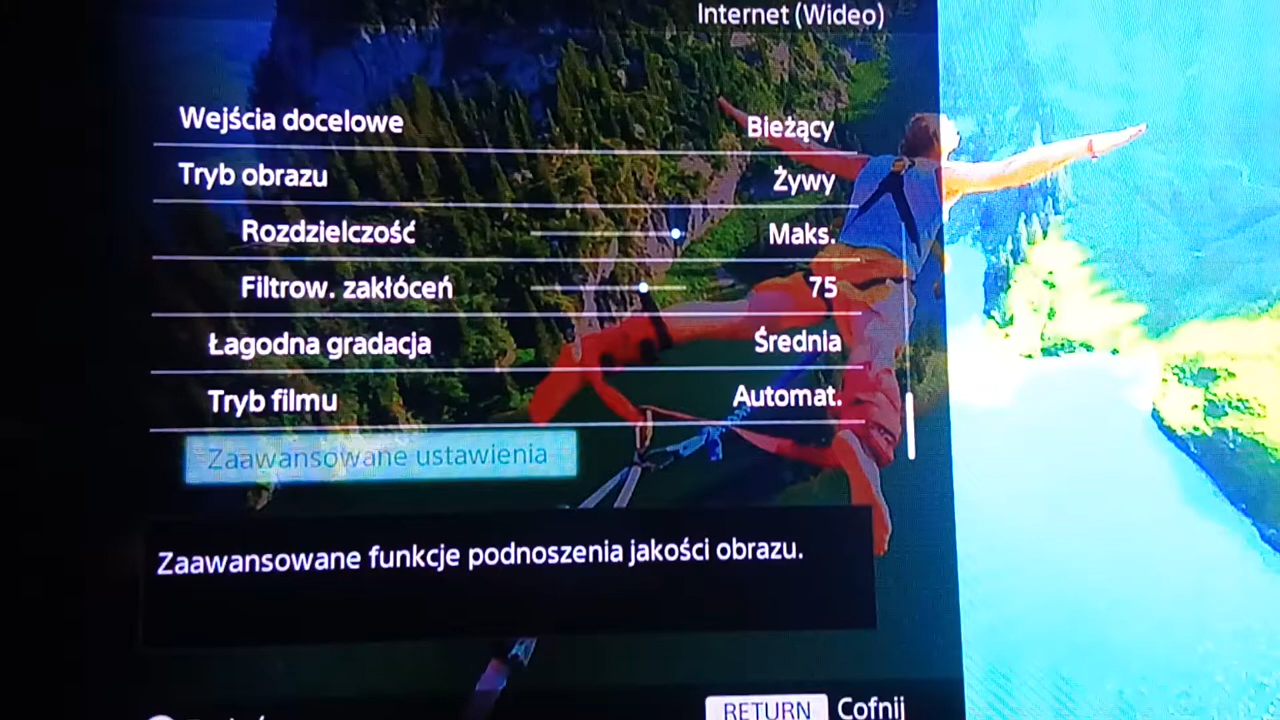 Internet (Wideo)
Wejścia docelowe Bieżący
Tryb obrazu Żywy
Rozdzielczość Maks.
Filtrow. zakłóceń 75
Łagodna gradacja Średnia
Tryb filmu Automat.
Zaawansowane ustawienia
Zaawansowane funkcje podnoszenia jakości obrazu.
RETURN Cofnij